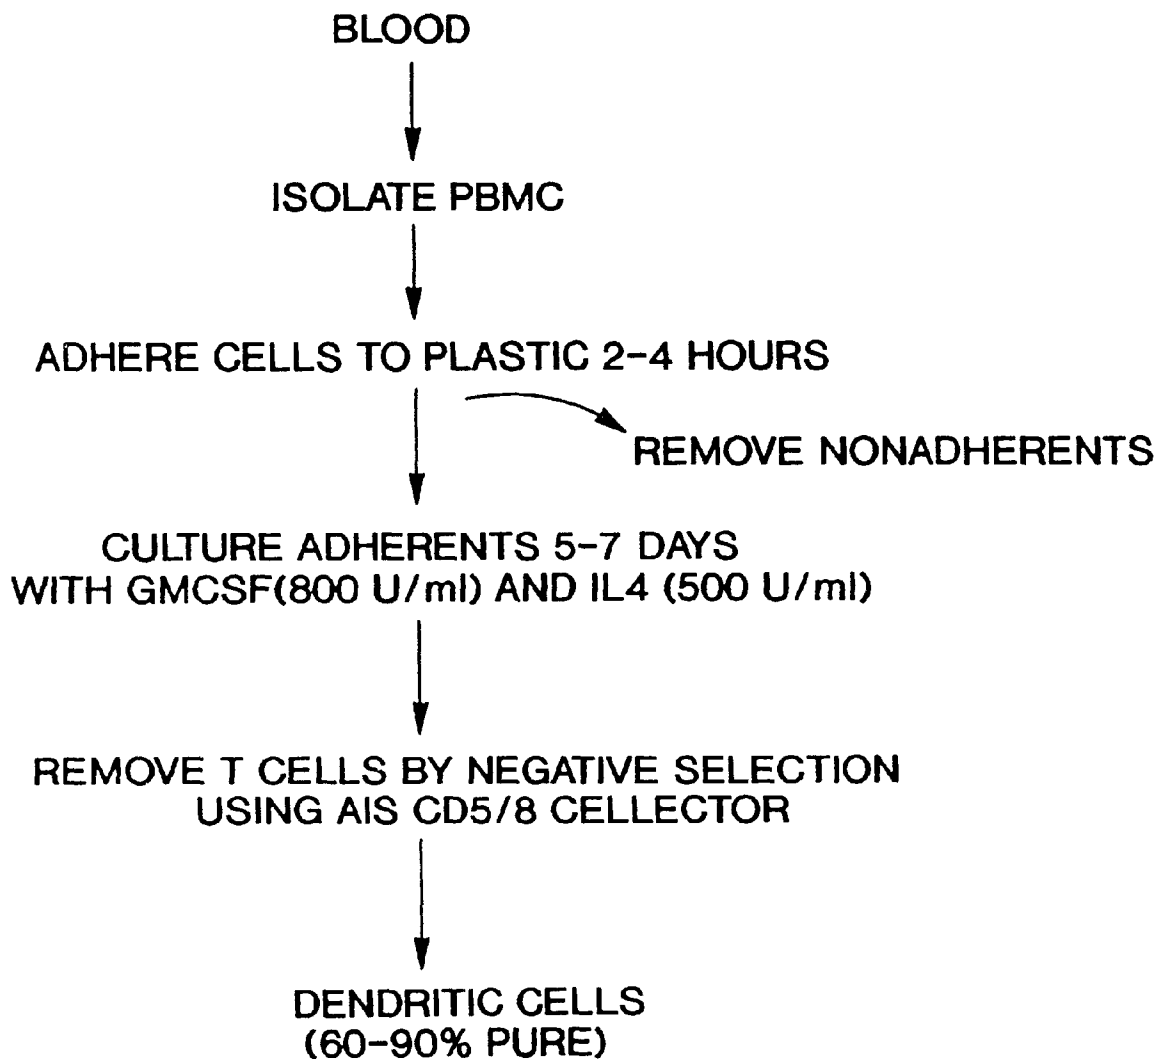 BLOOD
ISOLATE PBMC
ADHERE CELLS TO PLASTIC 2-4 HOURS
REMOVE NONADHERENTS
CULTURE ADHERENTS 5-7 DAYS
WITH GMCSF(800 U/ml) AND IL4 (500 U/ml)
REMOVE T CELLS BY NEGATIVE SELECTION
USING AIS CD5/8 CELLECTOR
DENDRITIC CELLS
(60-90% PURE)